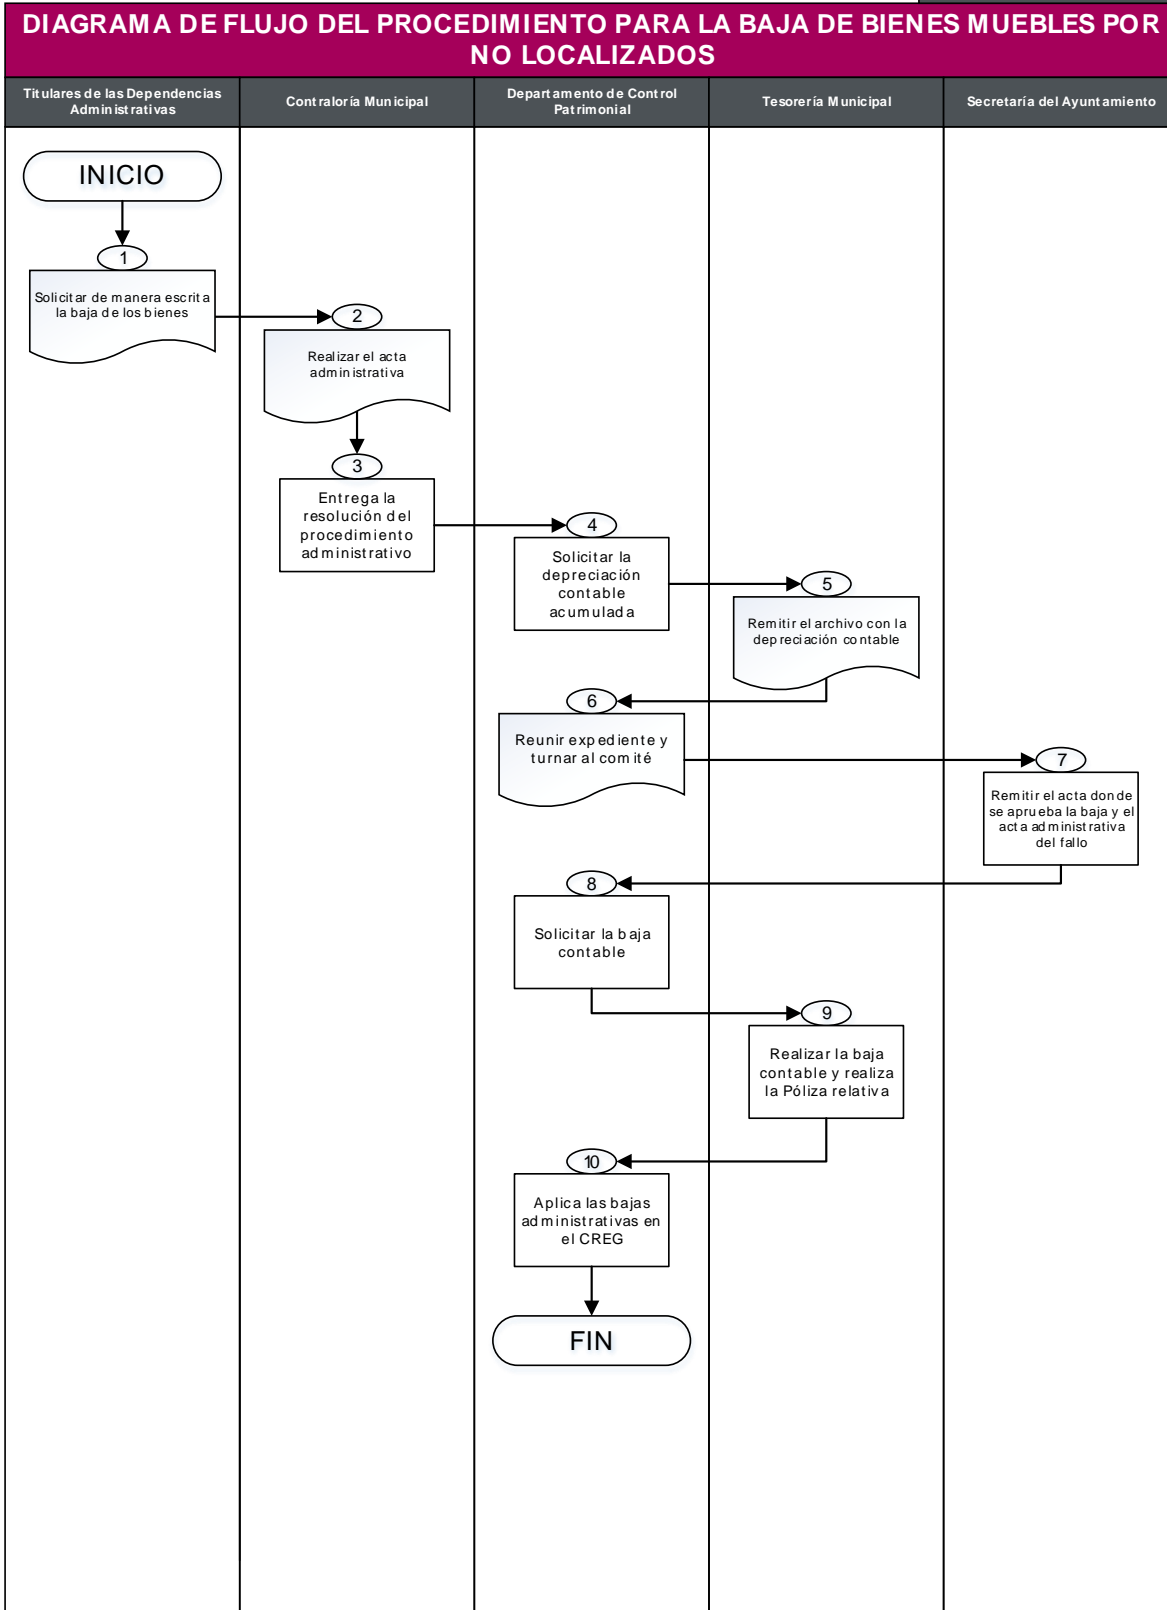 DIAGRAMA DE FLUJO DEL PROCEDIMIENTO PARA LA BAJA DE BIENES MUEBLES POR
NO LOCALIZADOS
Titulares de las Dependencias
Administrativas
Contraloría Municipal
Departamento de Control
Patrimonial
Tesorería Municipal
Secretaría del Ayuntamiento
INICIO
1
Solicitar de manera escrita
la baja de los bienes
2
Realizar el acta
administrativa
3
Entrega la
resolución del
procedimiento
administrativo
4
Solicitar la
depreciación
contable
acumulada
5
Remitir el archivo con la
depreciación contable
6
Reunir expediente y
turnar al comité
7
Remitir el acta donde
se aprueba la baja y el
acta administrativa
del fallo
8
Solicitar la baja
contable
9
Realizar la baja
contable y realiza
la Póliza relativa
10
Aplica las bajas
administrativas en
el CREG
FIN